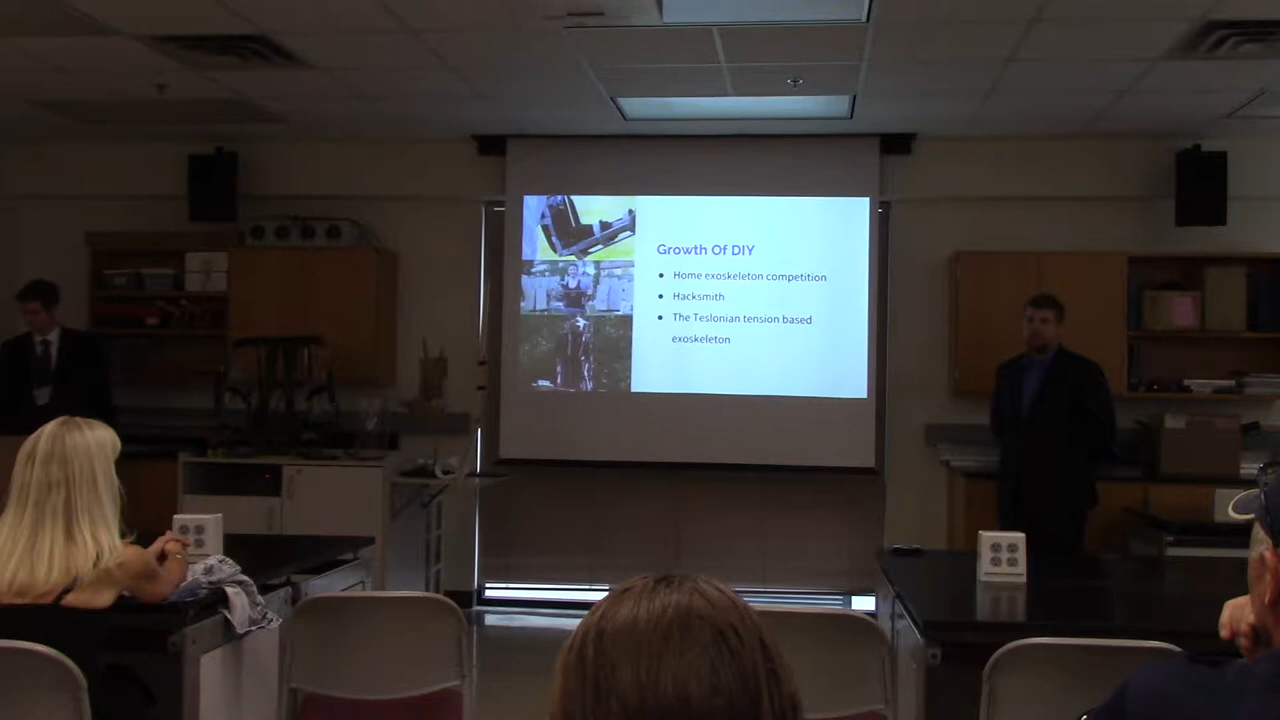 Growth Of DIY
Home exoskeleton competition
Hacksmith
The Teslonian tension based
exoskeleton